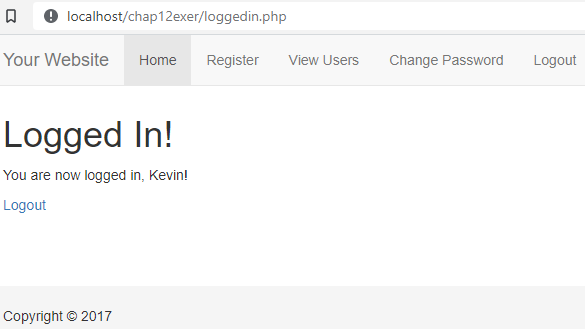 localhost/chap12exer/loggedin.php
Your Website Home Register View Users Change Password Logout
Logged In!
You are now logged in, Kevin!
Logout
Copyright © 2017